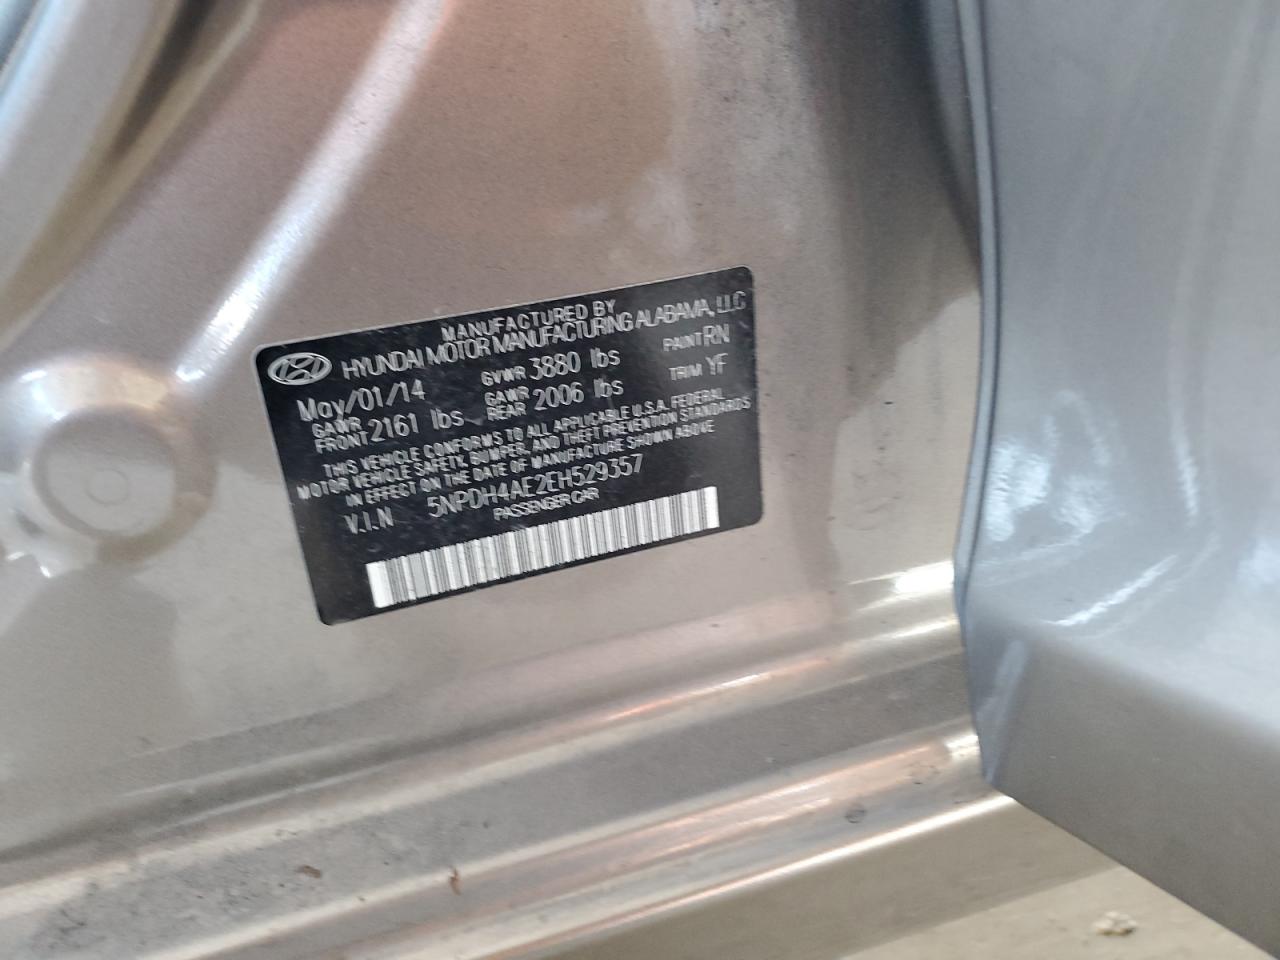 MANUFACTURED BY
HYUNDAI MOTOR MANUFACTURING ALABAMA, LLC
May/01/14 GVWR 3880 lbs PAINT RN
GAWR FRONT 2161 lbs GAWR REAR 2006 lbs TRIM YF
THIS VEHICLE CONFORMS TO ALL APPLICABLE U.S.A. FEDERAL
MOTOR VEHICLE SAFETY, BUMPER, AND THEFT PREVENTION STANDARDS
IN EFFECT ON THE DATE OF MANUFACTURE SHOWN ABOVE
V.I.N 5NPDH4AE2EH529357
PASSENGER CAR